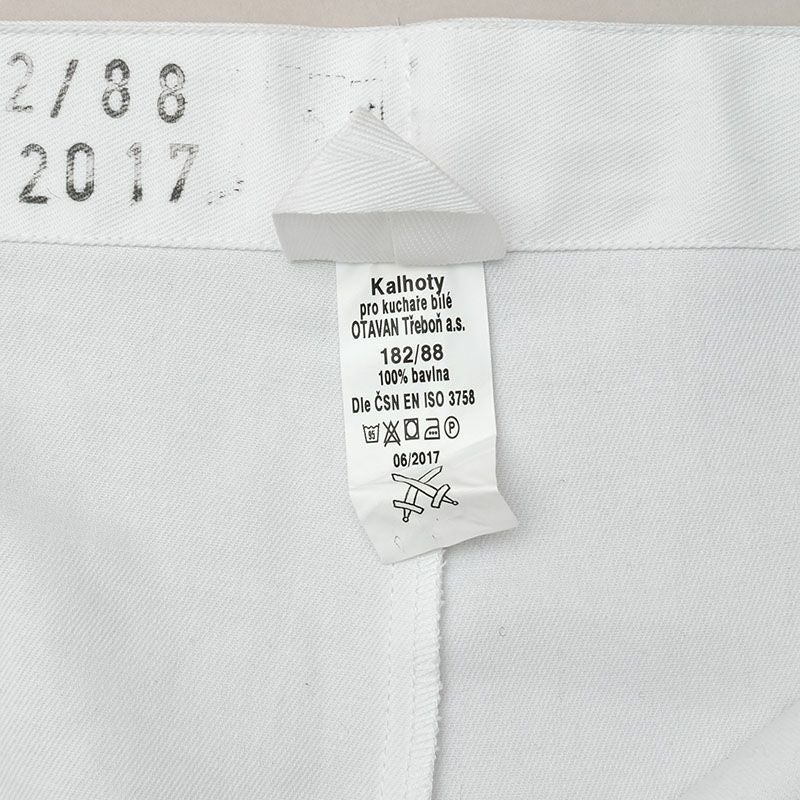 2/88
2017
Kalhoty
pro kuchaře bílé
OTAVAN Třeboň a.s.
182/88
100% bavlna
Dle ČSN EN ISO 3758
95 P
06/2017